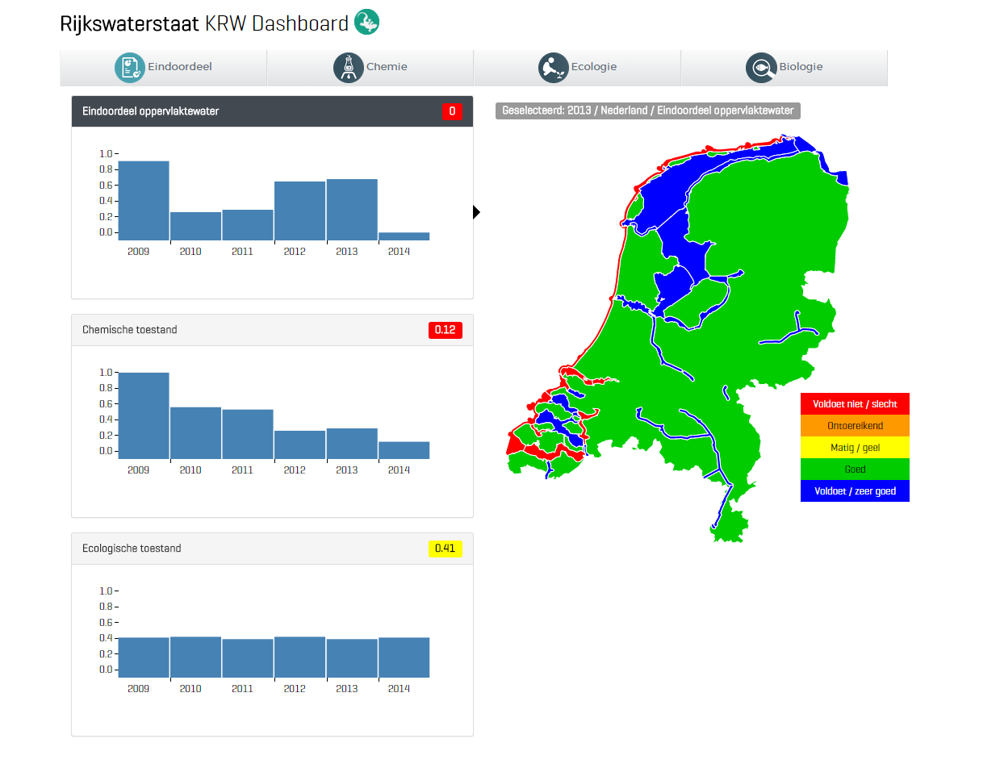 Rijkswaterstaat KRW Dashboard
Eindoordeel
Chemie
Ecologie
Biologie
Eindoordeel oppervlaktewater 0
1.0
0.8
0.6
0.4
0.2
0.0
2009 2010 2011 2012 2013 2014
Chemische toestand 0.12
1.0
0.8
0.6
0.4
0.2
0.0
2009 2010 2011 2012 2013 2014
Ecologische toestand 0.41
1.0
0.8
0.6
0.4
0.2
0.0
2009 2010 2011 2012 2013 2014
Geselecteerd: 2013 / Nederland / Eindoordeel oppervlaktewater
Voldoet niet / slecht
Ontoereikend
Matig / geel
Goed
Voldoet / zeer goed